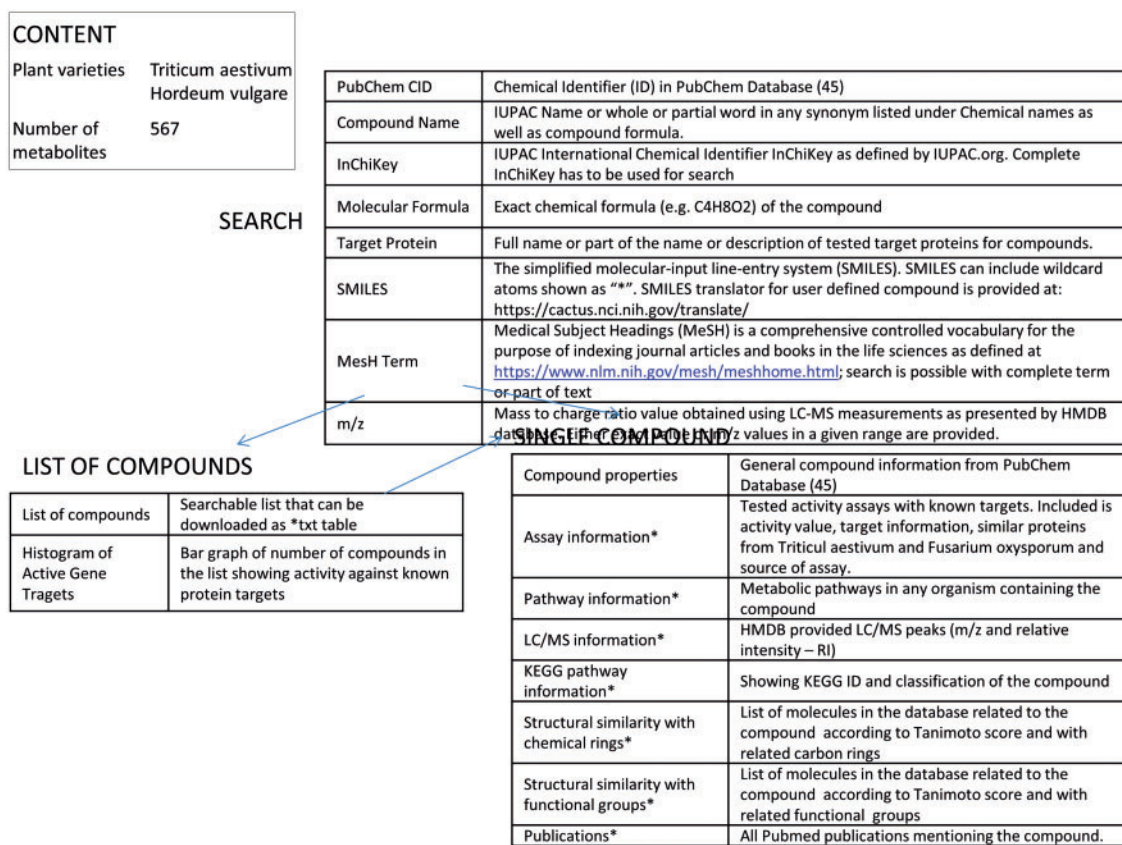 CONTENT
Plant varieties Triticum aestivum
Hordeum vulgare
Number of 567
metabolites
SEARCH
PubChem CID Chemical Identifier (ID) in PubChem Database (45)
Compound Name IUPAC Name or whole or partial word in any synonym listed under Chemical names as
well as compound formula.
InChiKey IUPAC International Chemical Identifier InChiKey as defined by IUPAC.org. Complete
InChiKey has to be used for search
Molecular Formula Exact chemical formula (e.g. C4H8O2) of the compound
Target Protein Full name or part of the name or description of tested target proteins for compounds.
SMILES The simplified molecular-input line-entry system (SMILES). SMILES can include wildcard
atoms shown as “*”. SMILES translator for user defined compound is provided at:
https://cactus.nci.nih.gov/translate/
MesH Term Medical Subject Headings (MeSH) is a comprehensive controlled vocabulary for the
purpose of indexing journal articles and books in the life sciences as defined at
https://www.nlm.nih.gov/mesh/meshhome.html; search is possible with complete term
or part of text
m/z Mass to charge ratio value obtained using LC-MS measurements as presented by HMDB
database. Either exact value or m/z values in a given range are provided.
LIST OF COMPOUNDS
List of compounds Searchable list that can be
downloaded as *txt table
Histogram of Bar graph of number of compounds in
Active Gene the list showing activity against known
Tragets protein targets
SINGLE COMPOUND
Compound properties General compound information from PubChem
Database (45)
Assay information* Tested activity assays with known targets. Included is
activity value, target information, similar proteins
from Triticul aestivum and Fusarium oxysporum and
source of assay.
Pathway information* Metabolic pathways in any organism containing the
compound
LC/MS information* HMDB provided LC/MS peaks (m/z and relative
intensity – RI)
KEGG pathway
information* Showing KEGG ID and classification of the compound
Structural similarity with List of molecules in the database related to the
chemical rings* compound according to Tanimoto score and with
related carbon rings
Structural similarity with List of molecules in the database related to the
functional groups* compound according to Tanimoto score and with
related functional groups
Publications* All Pubmed publications mentioning the compound.